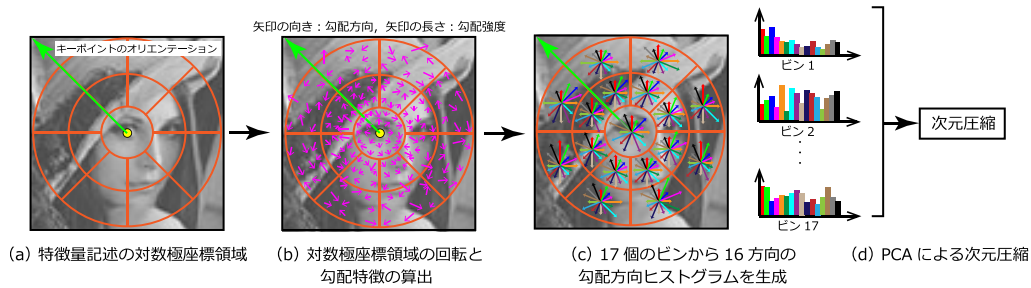 キーポイントのオリエンテーション
矢印の向き：勾配方向，矢印の長さ：勾配強度
ビン 1
ビン 2
ビン 17
次元圧縮
(a) 特徴量記述の対数極座標領域
(b) 対数極座標領域の回転と
勾配特徴の算出
(c) 17 個のビンから 16 方向の
勾配方向ヒストグラムを生成
(d) PCA による次元圧縮